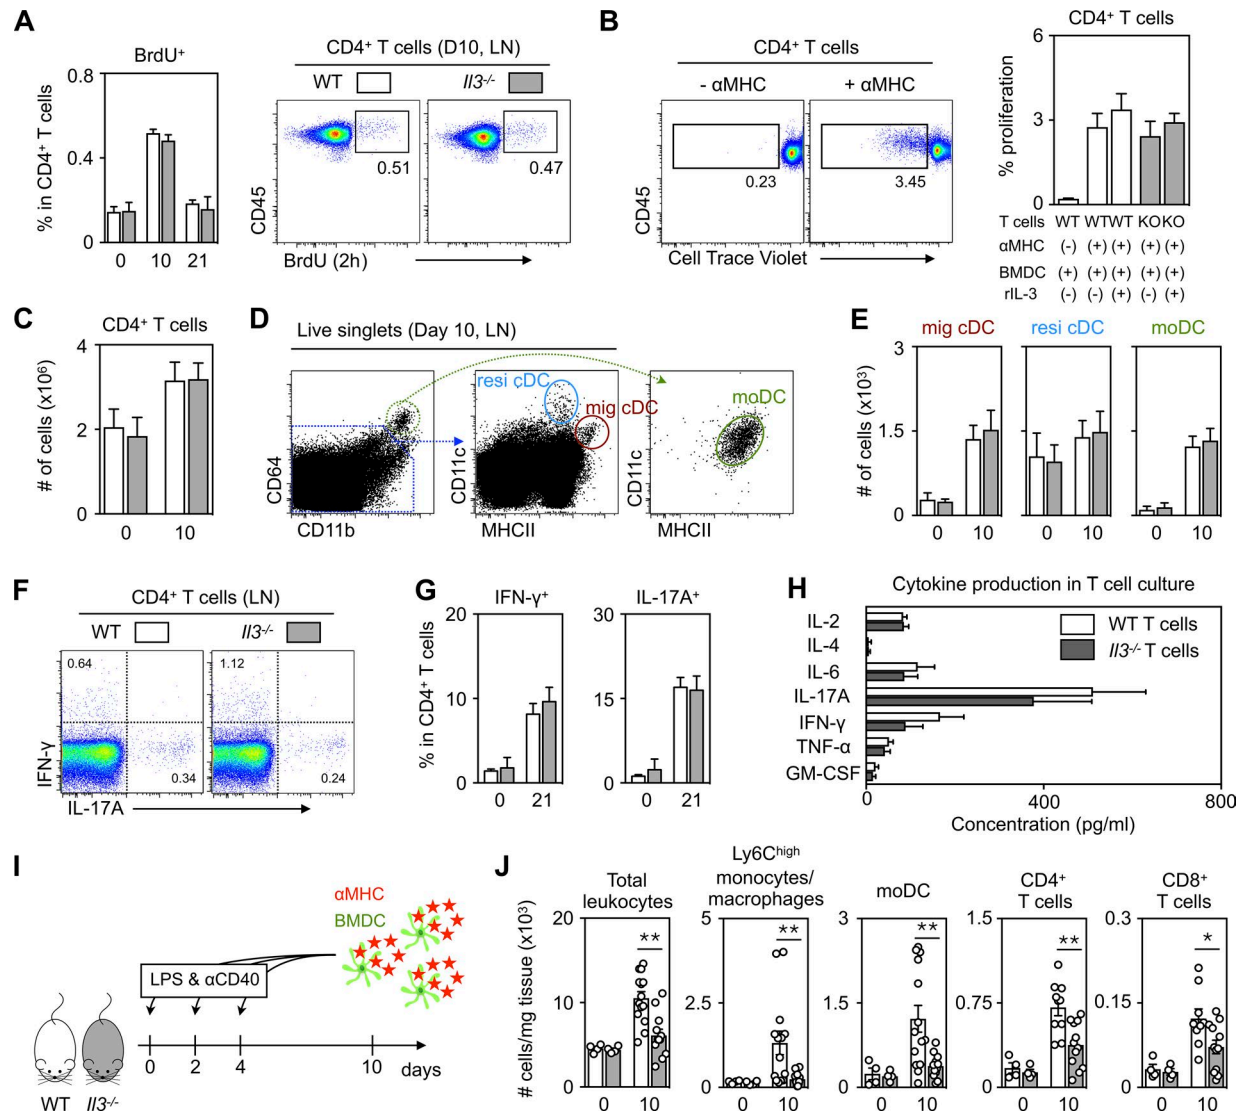 A
BrdU⁺
% in CD4⁺ T cells
0.8
0.4
0
0 10 21
CD4⁺ T cells (D10, LN)
WT Il3⁻/⁻
0.51 0.47
CD45
BrdU (2h)
B
CD4⁺ T cells
- αMHC + αMHC
0.23 3.45
CD45
Cell Trace Violet
CD4⁺ T cells
% proliferation
6
3
0
T cells WT WT WT KO KO
αMHC (-) (+) (+) (+) (+)
BMDC (+) (+) (+) (+) (+)
rIL-3 (-) (-) (+) (-) (+)
C
CD4⁺ T cells
# of cells (x10⁶)
4
2
0
0 10
D
Live singlets (Day 10, LN)
CD64
CD11b
resi cDC
mig cDC
CD11c
MHCII
moDC
CD11c
MHCII
E
mig cDC resi cDC moDC
# of cells (x10³)
3
1.5
0
0 10 0 10 0 10
F
CD4⁺ T cells (LN)
WT Il3⁻/⁻
0.64 1.12
0.34 0.24
IFN-γ
IL-17A
G
IFN-γ⁺ IL-17A⁺
% in CD4⁺ T cells
20
10
0
0 21
30
15
0
0 21
H
Cytokine production in T cell culture
IL-2
IL-4
IL-6
IL-17A
IFN-γ
TNF-α
GM-CSF
WT T cells
Il3⁻/⁻ T cells
0 400 800
Concentration (pg/ml)
I
αMHC
BMDC
LPS & αCD40
0 2 4 10 days
WT Il3⁻/⁻
J
Total
leukocytes
# cells/mg tissue (x10³)
20
10
0
**
0 10
Ly6Chigh
monocytes/
macrophages
5
2.5
0
**
0 10
moDC
3
1.5
0
**
0 10
CD4⁺
T cells
1.5
0.75
0
**
0 10
CD8⁺
T cells
0.3
0.15
0
*
0 10